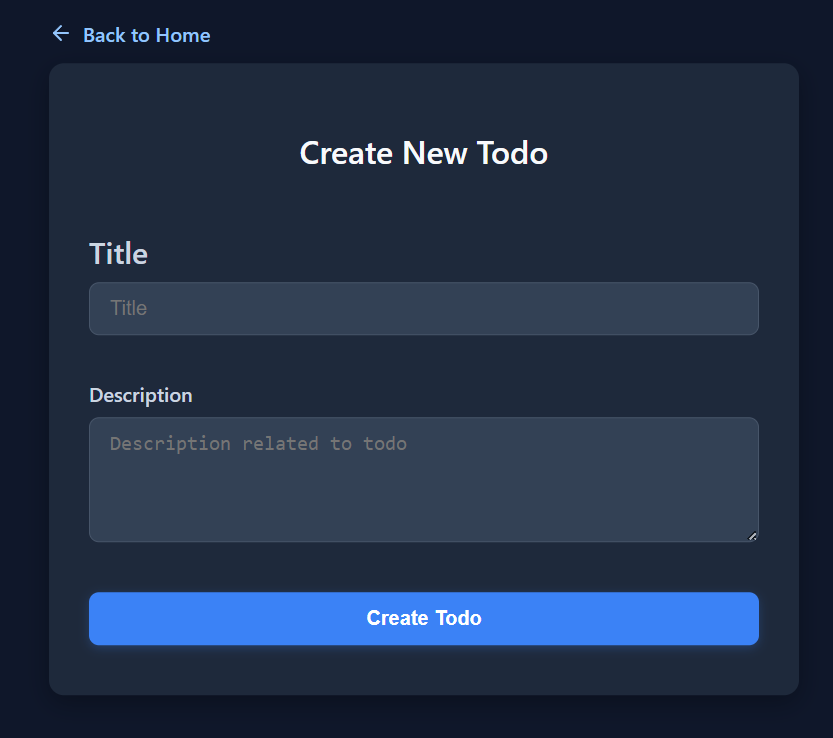 Back to Home
Create New Todo
Title
Title
Description
Description related to todo
Create Todo